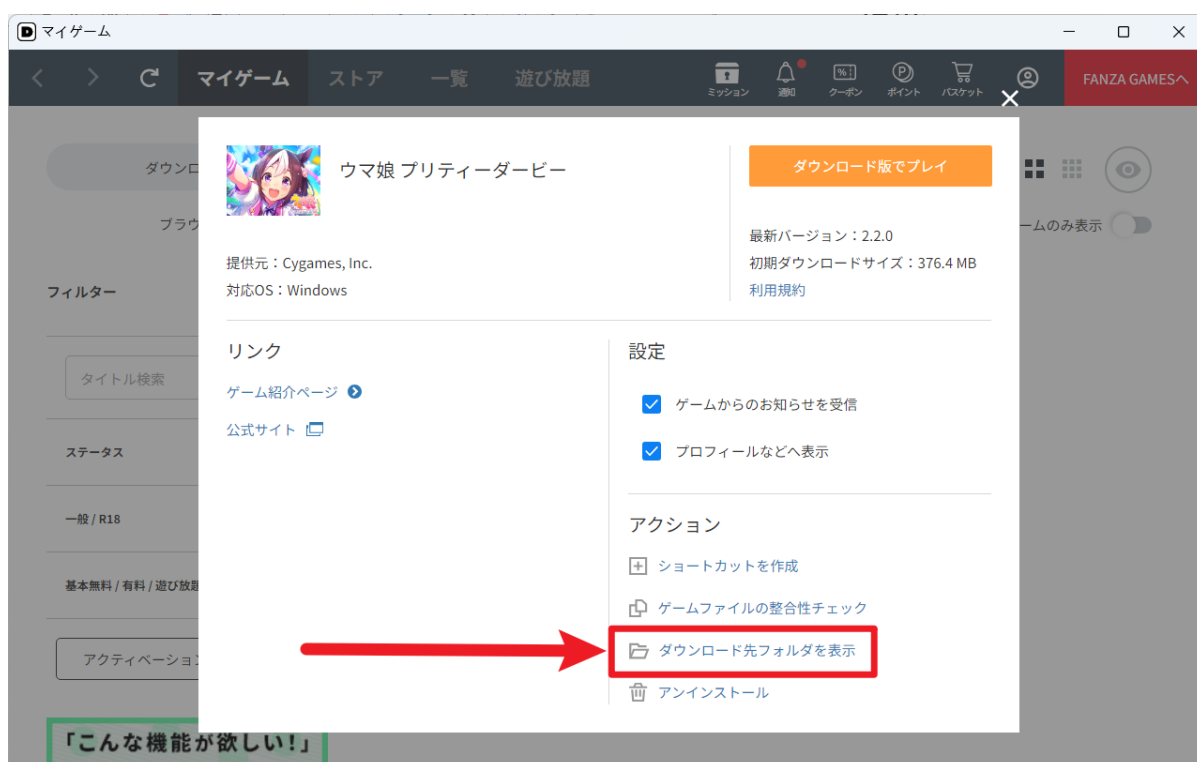 マイゲーム
マイゲーム ストア 一覧 遊び放題
ミッション 通知 クーポン ポイント バスケット
FANZA GAMESへ
ダウンロ
ブラウ
ームのみ表示
フィルター
タイトル検索
ステータス
一般 / R18
基本無料 / 有料 / 遊び放題
アクティベーション
「こんな機能が欲しい!」
ウマ娘 プリティーダービー
提供元:Cygames, Inc.
対応OS:Windows
ダウンロード版でプレイ
最新バージョン:2.2.0
初期ダウンロードサイズ:376.4 MB
利用規約
リンク
ゲーム紹介ページ
公式サイト
設定
ゲームからのお知らせを受信
プロフィールなどへ表示
アクション
ショートカットを作成
ゲームファイルの整合性チェック
ダウンロード先フォルダを表示
アンインストール